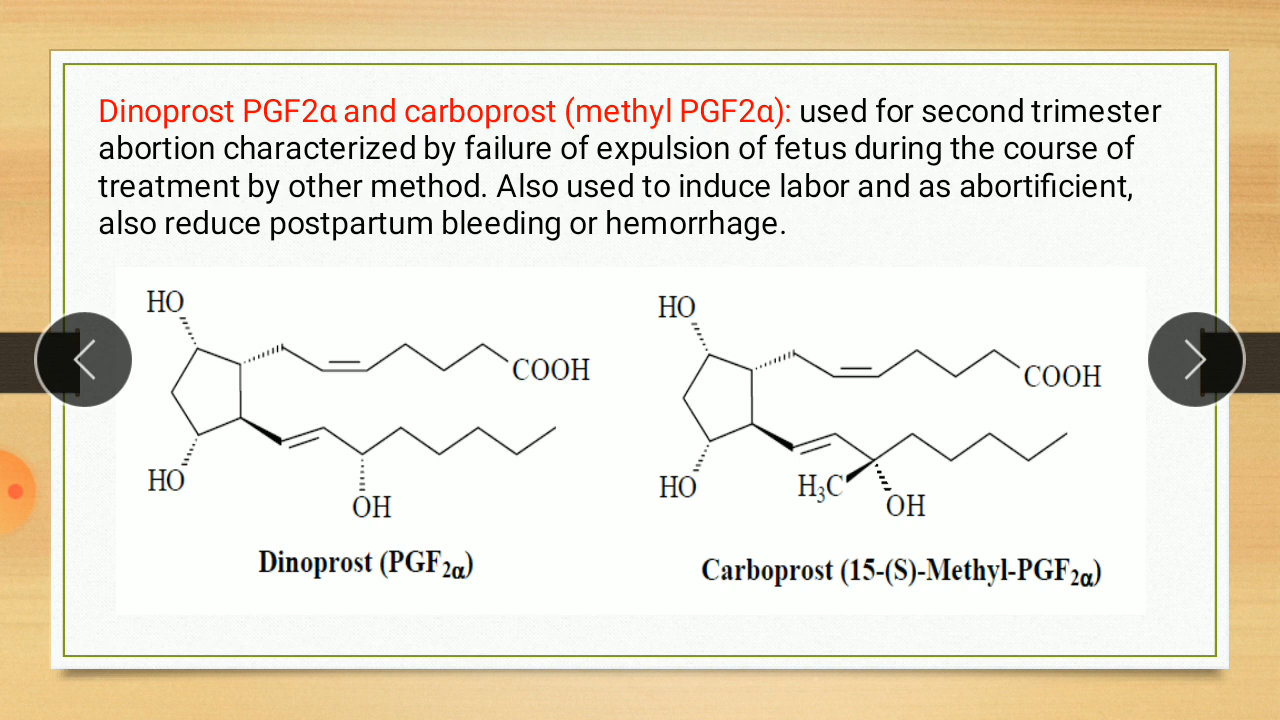 Dinoprost PGF2α and carboprost (methyl PGF2α): used for second trimester
abortion characterized by failure of expulsion of fetus during the course of
treatment by other method. Also used to induce labor and as abortificient,
also reduce postpartum bleeding or hemorrhage.
HO
COOH
HO
OH
Dinoprost (PGF2α)
HO
COOH
HO
H3C
OH
Carboprost (15-(S)-Methyl-PGF2α)